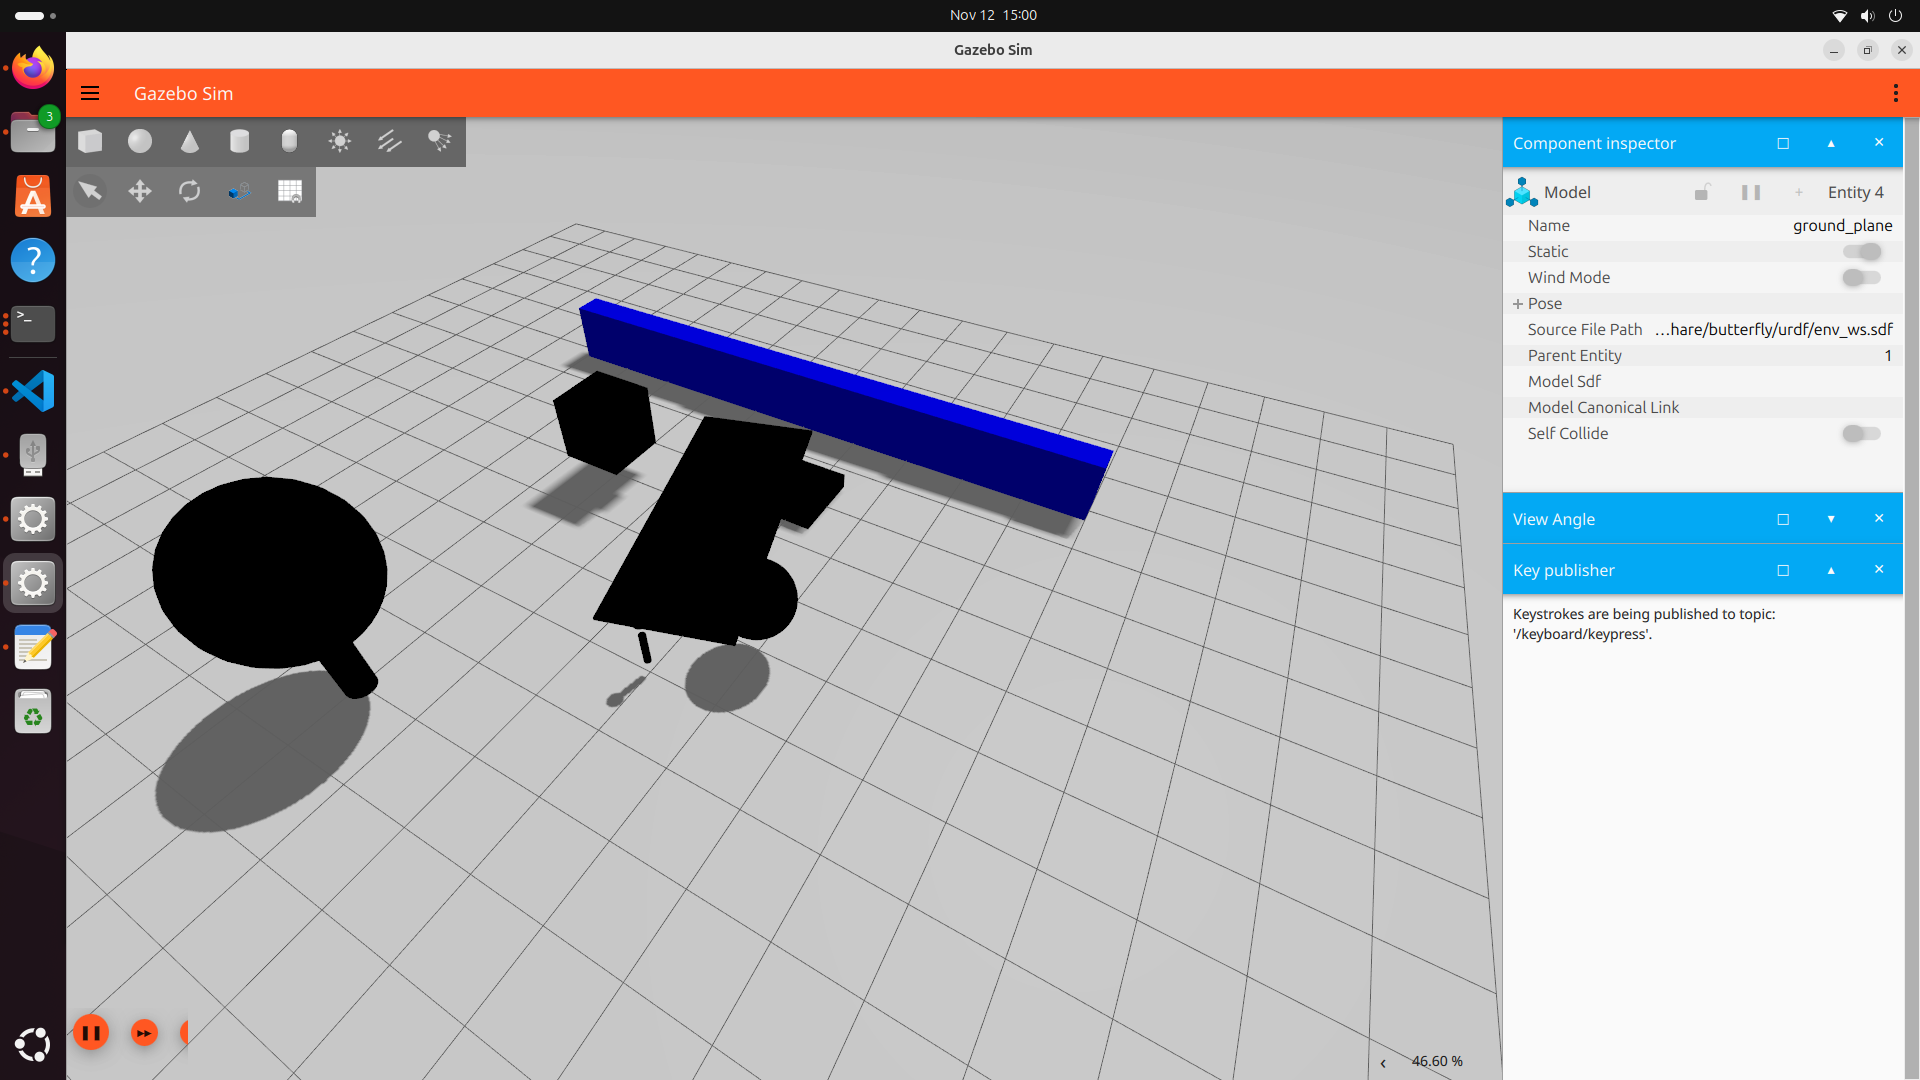 Nov 12 15:00
Gazebo Sim
Gazebo Sim
3
Component inspector
Model
Entity 4
Name ground_plane
Static
Wind Mode
Pose
Source File Path …hare/butterfly/urdf/env_ws.sdf
Parent Entity 1
Model Sdf
Model Canonical Link
Self Collide
View Angle
Key publisher
Keystrokes are being published to topic:
'/keyboard/keypress'.
46.60 %